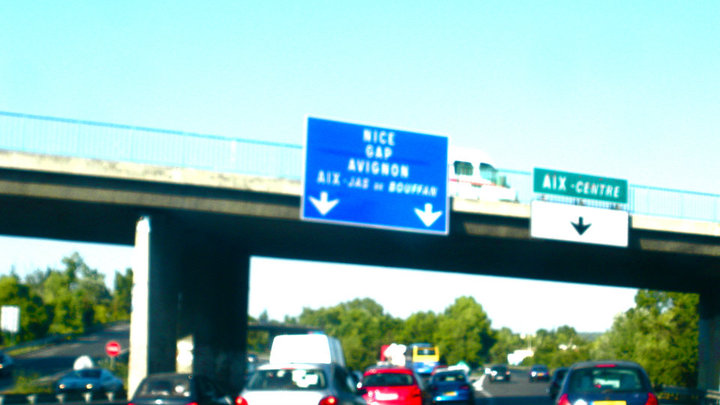 NICE
GAP
AVIGNON
AIX-JAS DE BOUFFAN
AIX-CENTRE